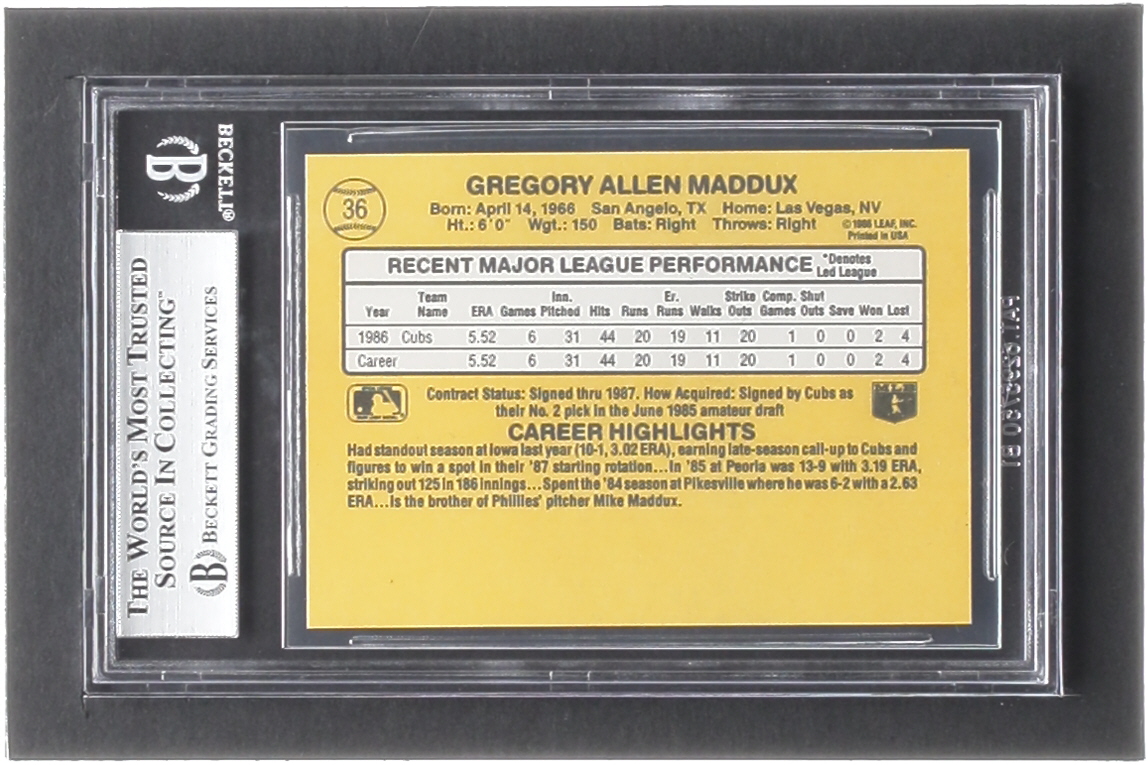 BECKETT®
THE WORLD'S MOST TRUSTED
SOURCE IN COLLECTING™
B BECKETT GRADING SERVICES
36
GREGORY ALLEN MADDUX
Born: April 14, 1966 San Angelo, TX Home: Las Vegas, NV
Ht.: 6'0" Wgt.: 150 Bats: Right Throws: Right
© 1986 LEAF, INC.
Printed in USA
RECENT MAJOR LEAGUE PERFORMANCE *Denotes
Led League
Year Team Name ERA Games Inn. Pitched Hits Runs Er. Runs Walks Strike Outs Comp. Games Shut Outs Save Won Lost
1986 Cubs 5.52 6 31 44 20 19 11 20 1 0 0 2 4
Career 5.52 6 31 44 20 19 11 20 1 0 0 2 4
Contract Status: Signed thru 1987. How Acquired: Signed by Cubs as
their No. 2 pick in the June 1985 amateur draft
CAREER HIGHLIGHTS
Had standout season at Iowa last year (10-1, 3.02 ERA), earning late-season call-up to Cubs and
figures to win a spot in their '87 starting rotation...In '85 at Peoria was 13-9 with 3.19 ERA,
striking out 125 in 186 innings...Spent the '84 season at Pikesville where he was 6-2 with a 2.63
ERA...Is the brother of Phillies' pitcher Mike Maddux.